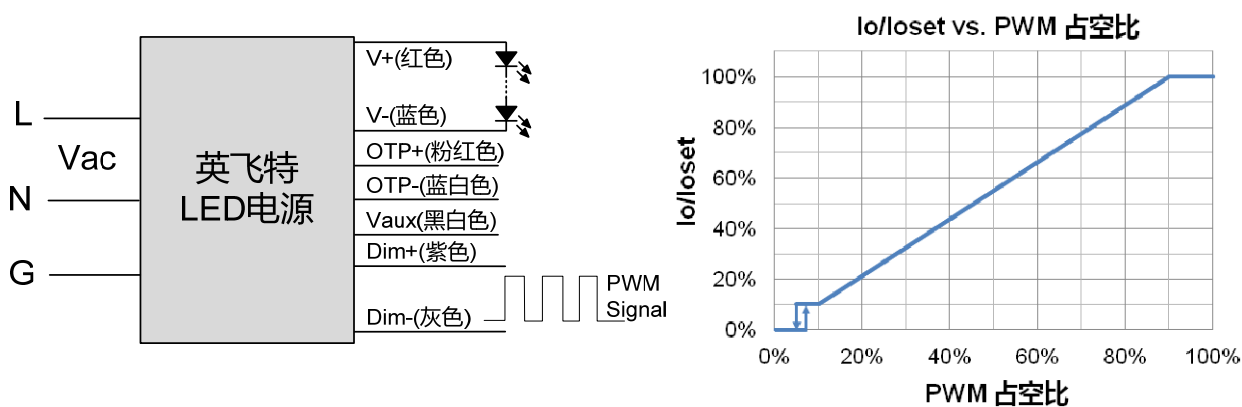 L
Vac
N
G
英飞特
LED电源
V+(红色)
V-(蓝色)
OTP+(粉红色)
OTP-(蓝白色)
Vaux(黑白色)
Dim+(紫色)
Dim-(灰色)
PWM
Signal
Io/Ioset vs. PWM 占空比
Io/Ioset
100%
80%
60%
40%
20%
0%
0% 20% 40% 60% 80% 100%
PWM 占空比